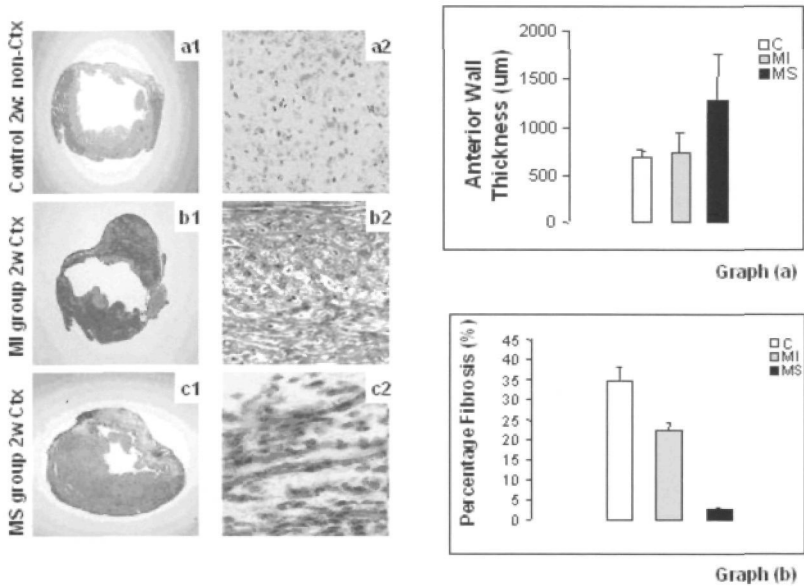 Control 2w: non-Ctx
a1
a2
MI group 2w Ctx
b1
b2
MS group 2w Ctx
c1
c2
Anterior Wall
Thickness (um)
2000
1500
1000
500
0
C
MI
MS
Graph (a)
Percentage Fibrosis (%)
45
40
35
30
25
20
15
10
5
0
C
MI
MS
Graph (b)